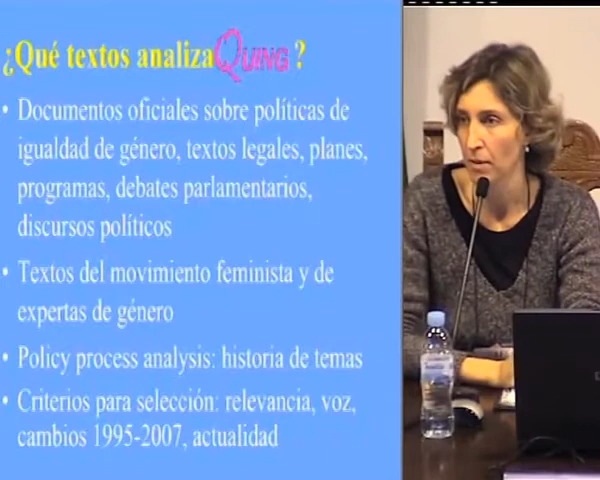 ¿Qué textos analiza QUING ?
• Documentos oficiales sobre políticas de
igualdad de género, textos legales, planes,
programas, debates parlamentarios,
discursos políticos
• Textos del movimiento feminista y de
expertas de género
• Policy process analysis: historia de temas
• Criterios para selección: relevancia, voz,
cambios 1995-2007, actualidad